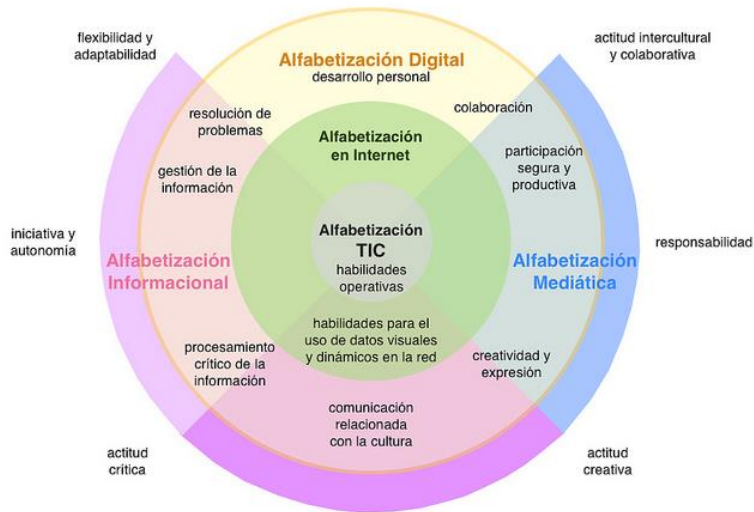 flexibilidad y
adaptabilidad
actitud intercultural
y colaborativa
Alfabetización Digital
desarrollo personal
resolución de
problemas
colaboración
Alfabetización
en Internet
gestión de la
información
participación
segura y
productiva
iniciativa y
autonomía
Alfabetización
TIC
habilidades
operativas
responsabilidad
Alfabetización
Informacional
Alfabetización
Mediática
habilidades para el
uso de datos visuales
y dinámicos en la red
procesamiento
crítico de la
información
creatividad y
expresión
comunicación
relacionada
con la cultura
actitud
crítica
actitud
creativa